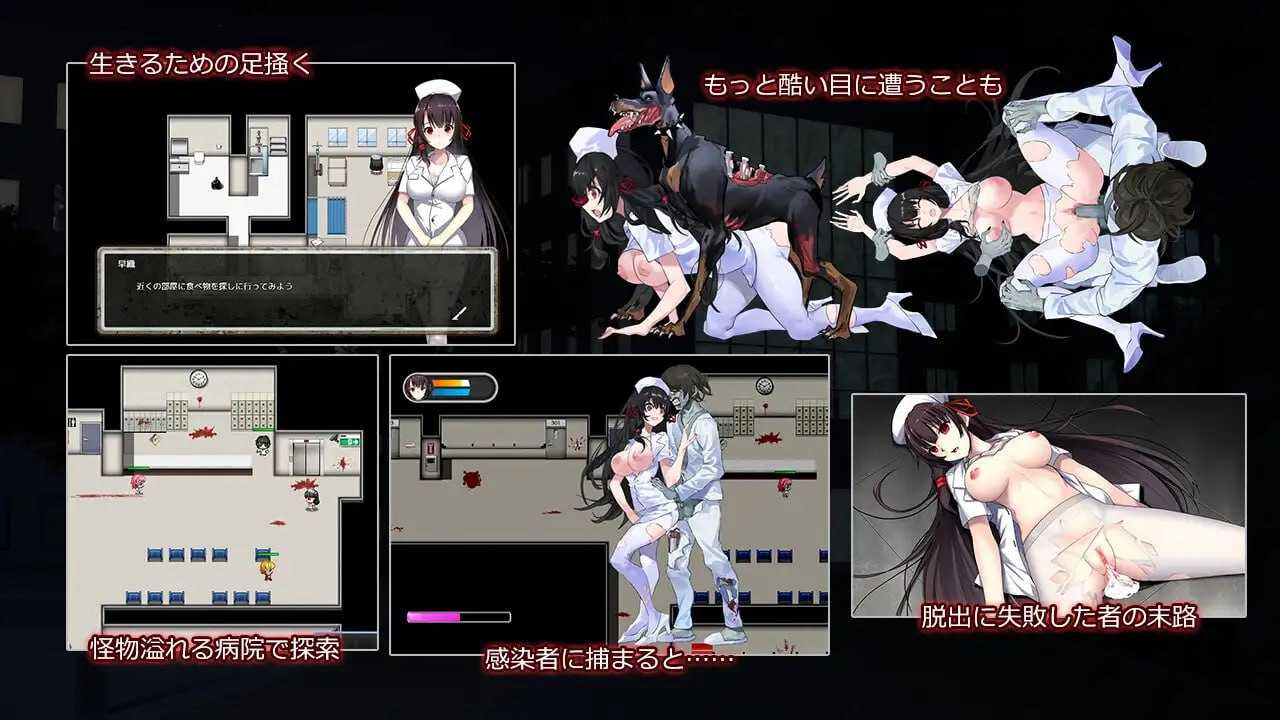 生きるための足掻く
もっと酷い目に遭うことも
早織
近くの部屋に食べ物を探しに行ってみよう
301
怪物溢れる病院で探索
感染者に捕まると……
脱出に失敗した者の末路